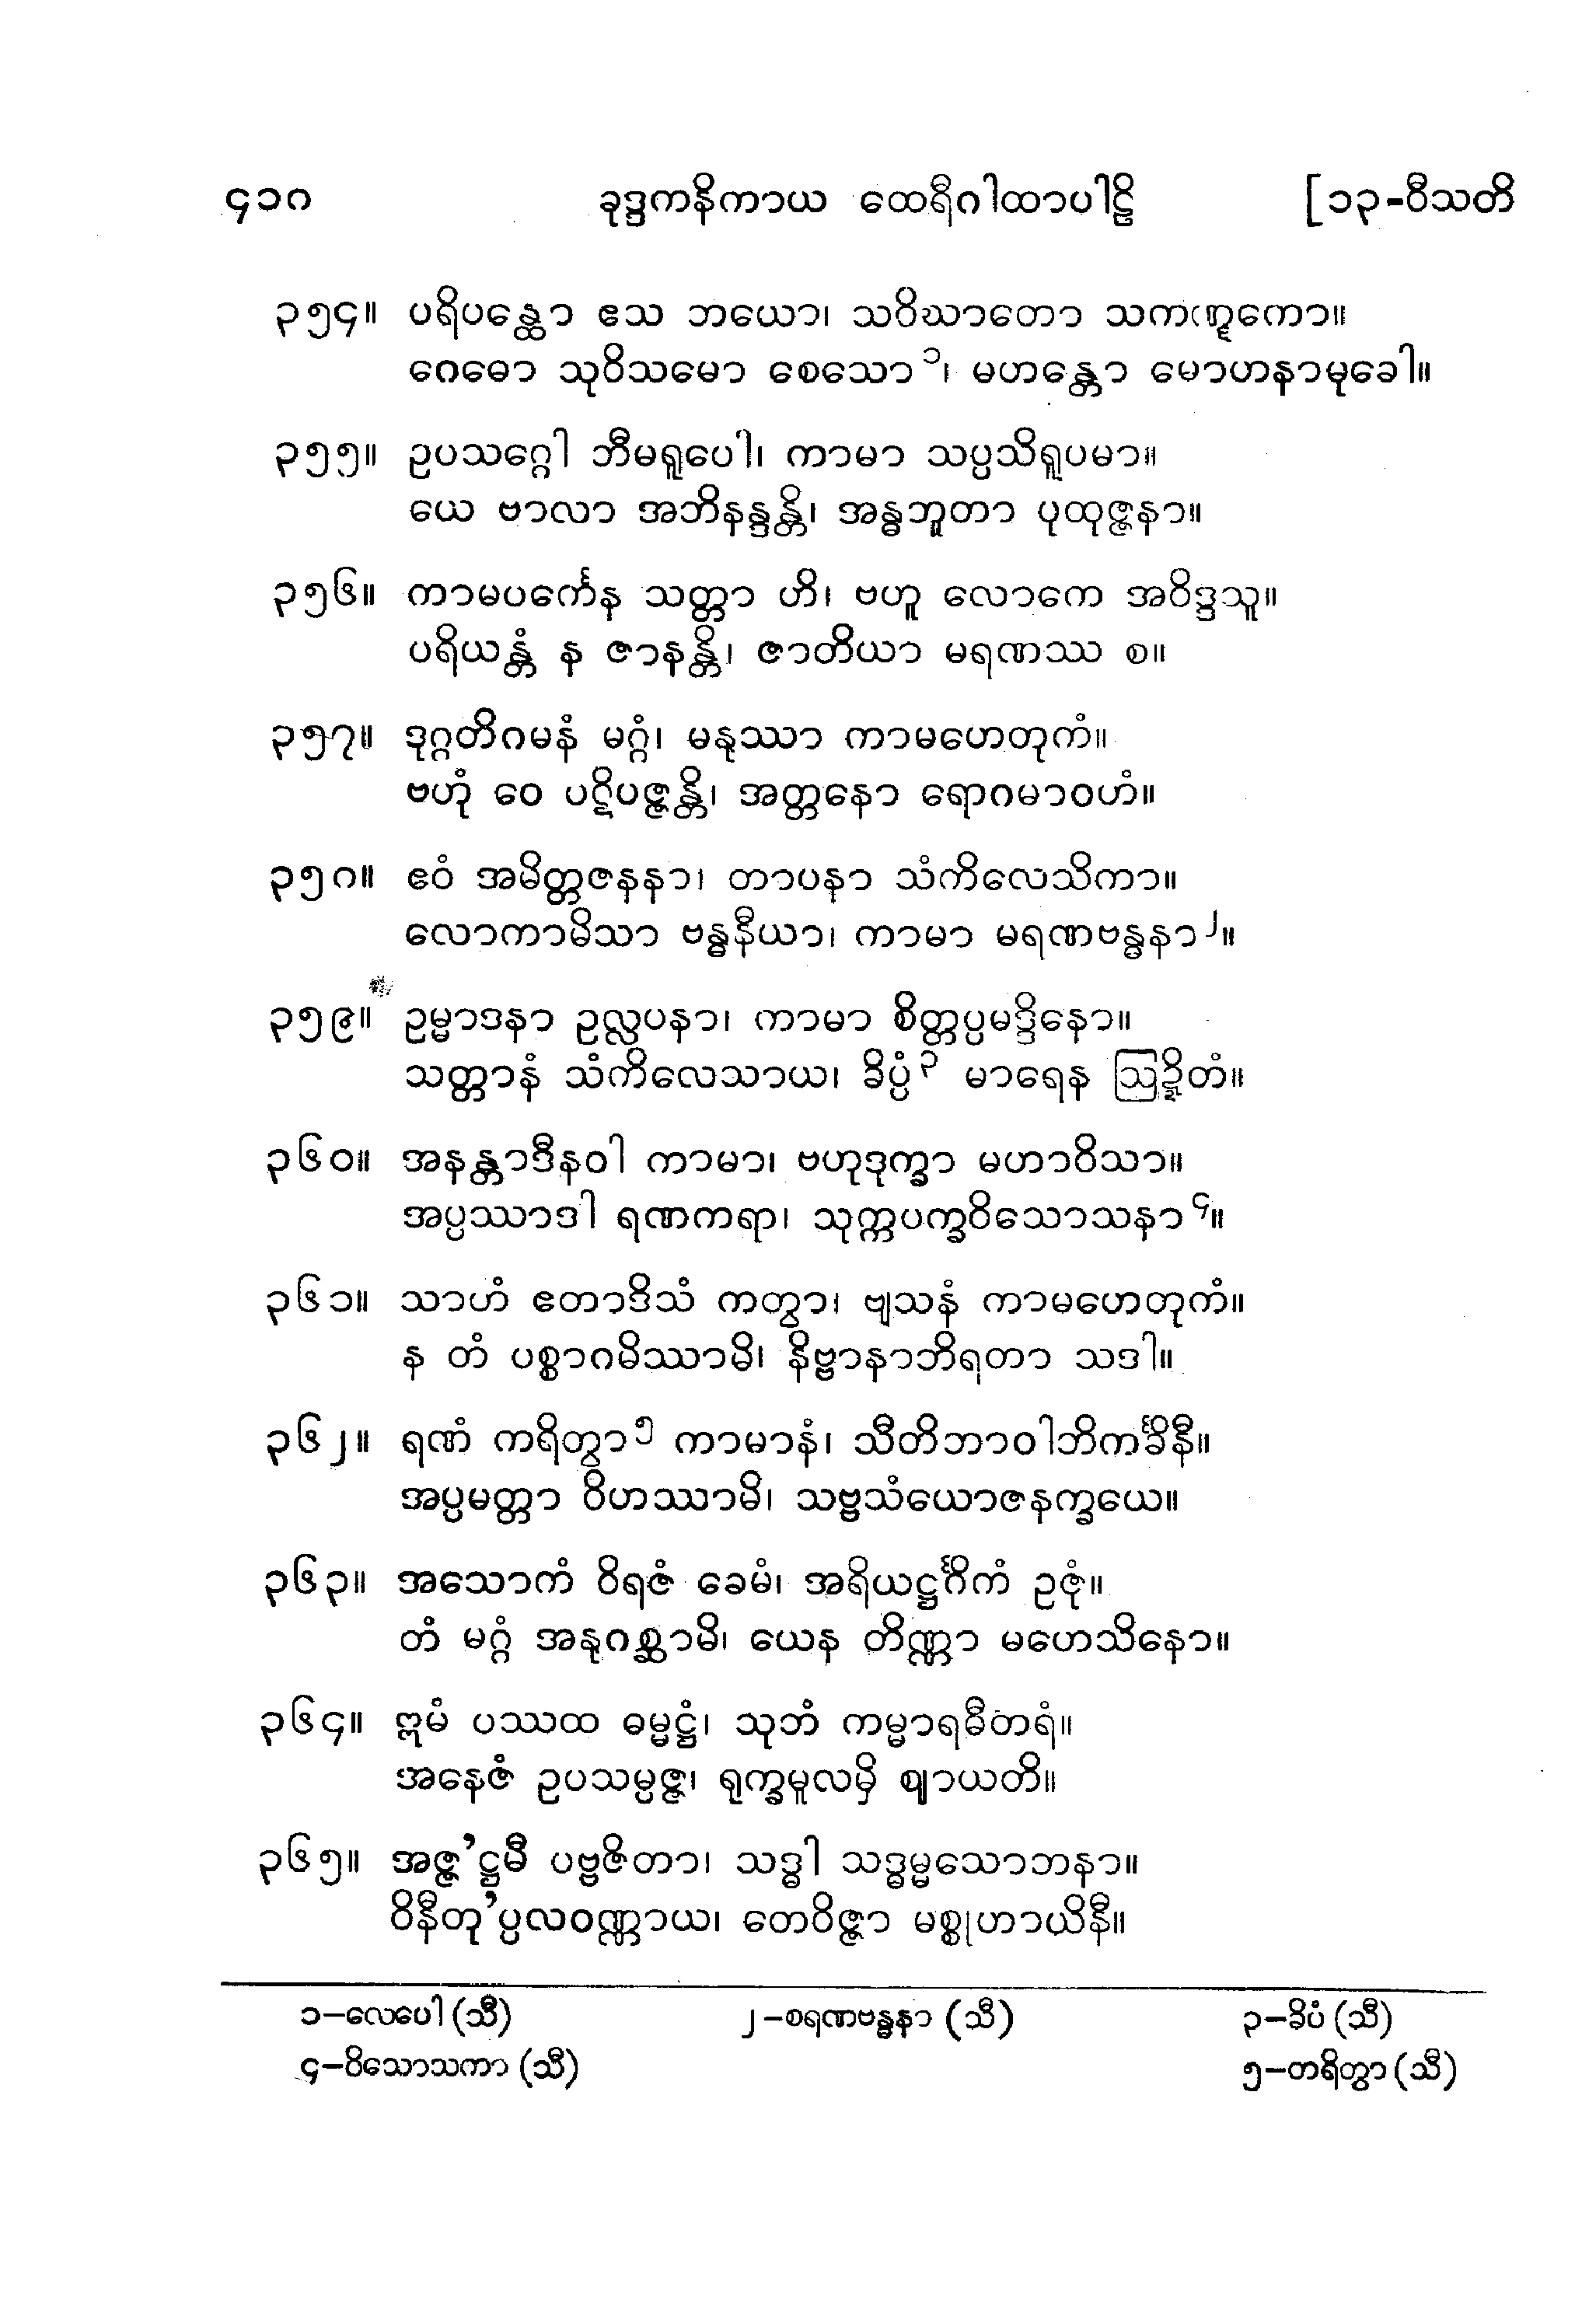 ၄၁၈ ခုဒ္ဒကနိကာယ ထေရီဂါထာပါဠိ [၁၃-ဝီသတိ
၃၅၄။ ပရိပန္ထော ဧသ ဘယော၊ သဝိဃာတော သကဏ္ဋကော။
ဂေဓော သုဝိသမော စေသော၁၊ မဟန္တော မောဟနာမုခေါ။
၃၅၅။ ဥပသဂ္ဂေါ ဘီမရူပေါ၊ ကာမာ သပ္ပသိရူပမာ။
ယေ ဗာလာ အဘိနန္ဒန္တိ၊ အန္ဓဘူတာ ပုထုဇ္ဇနာ။
၃၅၆။ ကာမပင်္ကေန သတ္တာ ဟိ၊ ဗဟူ လောကေ အဝိဒ္ဒသူ။
ပရိယန္တံ န ဇာနန္တိ၊ ဇာတိယာ မရဏဿ စ။
၃၅၇။ ဒုဂ္ဂတိဂမနံ မဂ္ဂံ၊ မနုဿာ ကာမဟေတုကံ။
ဗဟုံ ဝေ ပဋိပဇ္ဇန္တိ၊ အတ္တနော ရောဂမာဝဟံ။
၃၅၈။ ဧဝံ အမိတ္တဇနနာ၊ တာပနာ သံကိလေသိကာ။
လောကာမိသာ ဗန္ဓနီယာ၊ ကာမာ မရဏဗန္ဓနာ၂။
၃၅၉။ ဥမ္မာဒနာ ဥလ္လပနာ၊ ကာမာ စိတ္တပ္ပမဒ္ဒိနော။
သတ္တာနံ သံကိလေသာယ၊ ခိပ္ပံ၃ မာရေန ဩဍ္ဍိတံ။
၃၆၀။ အနန္တာဒီနဝါ ကာမာ၊ ဗဟုဒုက္ခာ မဟာဝိသာ။
အပ္ပဿာဒါ ရဏကရာ၊ သုက္ကပက္ခဝိသောသနာ၄။
၃၆၁။ သာဟံ ဧတာဒိသံ ကတွာ၊ ဗျသနံ ကာမဟေတုကံ။
န တံ ပစ္စာဂမိဿာမိ၊ နိဗ္ဗာနာဘိရတာ သဒါ။
၃၆၂။ ရဏံ ကရိတွာ၅ ကာမာနံ၊ သီတိဘာဝါဘိကင်္ခိနီ။
အပ္ပမတ္တာ ဝိဟဿာမိ၊ သဗ္ဗသံယောဇနက္ခယေ။
၃၆၃။ အသောကံ ဝိရဇံ ခေမံ၊ အရိယဋ္ဌင်္ဂိကံ ဥဇုံ။
တံ မဂ္ဂံ အနုဂစ္ဆာမိ၊ ယေန တိဏ္ဏာ မဟေသိနော။
၃၆၄။ ဣမံ ပဿထ ဓမ္မဋ္ဌံ၊ သုဘံ ကမ္မာရဓီတရံ။
အနေဇံ ဥပသမ္ပဇ္ဇ၊ ရုက္ခမူလမှိ ဈာယတိ။
၃၆၅။ အဇ္ဇ’ဋ္ဌမီ ပဗ္ဗဇိတာ၊ သဒ္ဓါ သဒ္ဓမ္မသောဘနာ။
ဝိနီတု’ပ္ပလဝဏ္ဏာယ၊ တေဝိဇ္ဇာ မစ္စုဟာယိနီ။
၁−လေပေါ (သီ) ၂−စရဏဗန္ဓနာ (သီ) ၃−ခိပံ (သီ)
၄−ဝိသောသကာ (သီ) ၅−တရိတွာ (သီ)